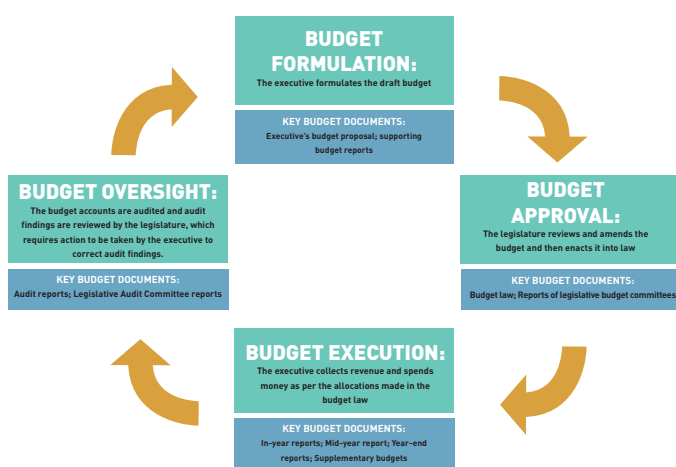 BUDGET
FORMULATION:
The executive formulates the draft budget
KEY BUDGET DOCUMENTS:
Executive's budget proposal; supporting
budget reports
BUDGET OVERSIGHT:
The budget accounts are audited and audit
findings are reviewed by the legislature, which
requires action to be taken by the executive to
correct audit findings.
KEY BUDGET DOCUMENTS:
Audit reports; Legislative Audit Committee reports
BUDGET
APPROVAL:
The legislature reviews and amends the
budget and then enacts it into law
KEY BUDGET DOCUMENTS:
Budget law; Reports of legislative budget committees
BUDGET EXECUTION:
The executive collects revenue and spends
money as per the allocations made in the
budget law
KEY BUDGET DOCUMENTS:
In-year reports; Mid-year report; Year-end
reports; Supplementary budgets